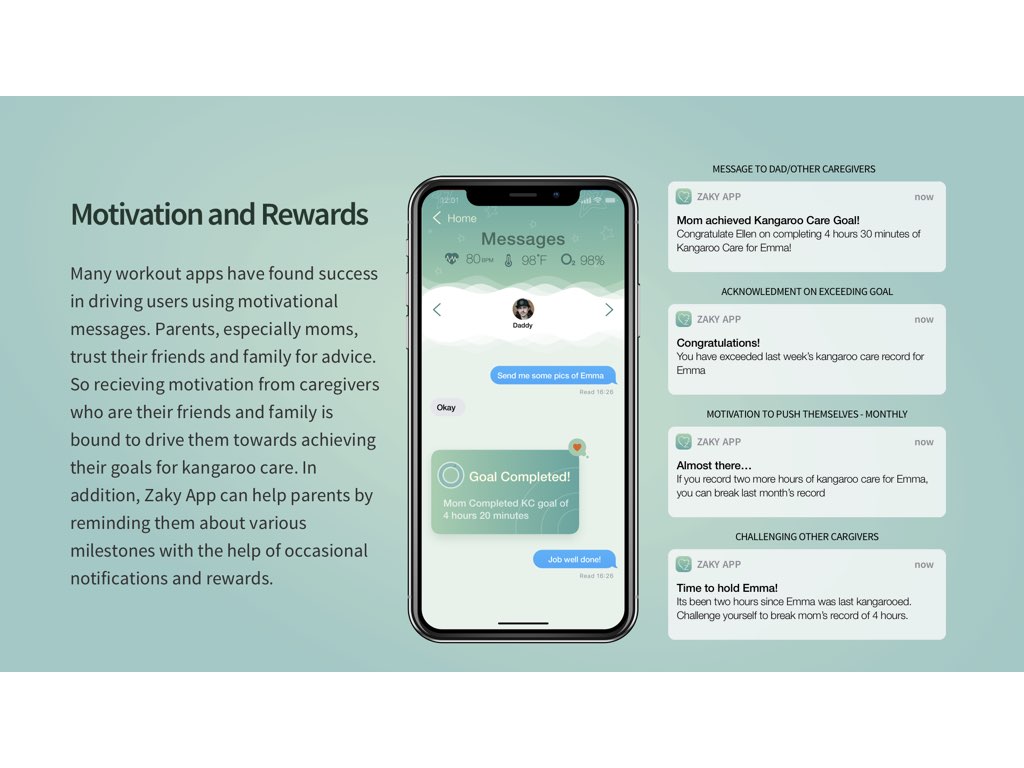 Motivation and Rewards
Many workout apps have found success
in driving users using motivational
messages. Parents, especially moms,
trust their friends and family for advice.
So recieving motivation from caregivers
who are their friends and family is
bound to drive them towards achieving
their goals for kangaroo care. In
addition, Zaky App can help parents by
reminding them about various
milestones with the help of occasional
notifications and rewards.
12:01
Home
Messages
80 BPM 98°F O₂ 98%
Daddy
Send me some pics of Emma
Read 16:26
Okay
Goal Completed!
Mom Completed KC goal of
4 hours 20 minutes
Job well done!
Read 16:26
MESSAGE TO DAD/OTHER CAREGIVERS
ZAKY APP now
Mom achieved Kangaroo Care Goal!
Congratulate Ellen on completing 4 hours 30 minutes of
Kangaroo Care for Emma!
ACKNOWLEDMENT ON EXCEEDING GOAL
ZAKY APP now
Congratulations!
You have exceeded last week's kangaroo care record for
Emma
MOTIVATION TO PUSH THEMSELVES - MONTHLY
ZAKY APP now
Almost there...
If you record two more hours of kangaroo care for Emma,
you can break last month's record
CHALLENGING OTHER CARGIVERS
ZAKY APP now
Time to hold Emma!
Its been two hours since Emma was last kangarooed.
Challenge yourself to break mom's record of 4 hours.